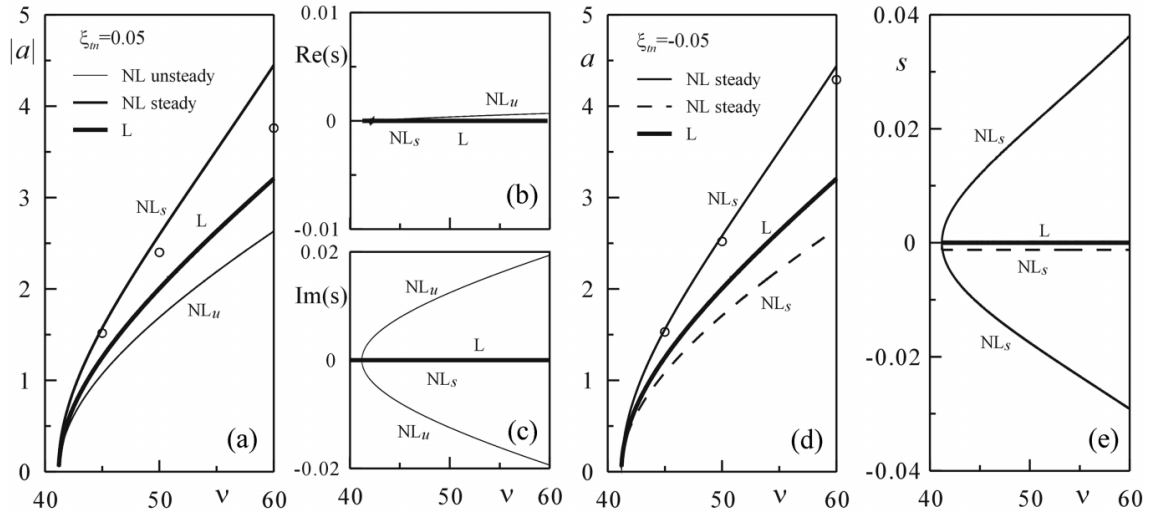 5
|a|
4
3
2
1
0
40
50
ν
60
ξtn=0.05
NL unsteady
NL steady
L
NLs
L
NLu
(a)
0.01
Re(s)
0
-0.01
NLu
NLs
L
(b)
0.02
Im(s)
0
-0.02
40
50
ν
60
NLu
L
NLs
NLu
(c)
5
a
4
3
2
1
0
40
50
ν
60
ξtn=-0.05
NL steady
NL steady
L
NLs
L
NLs
(d)
0.04
s
0.02
0
-0.02
-0.04
40
50
ν
60
NLs
L
NLs
NLs
(e)